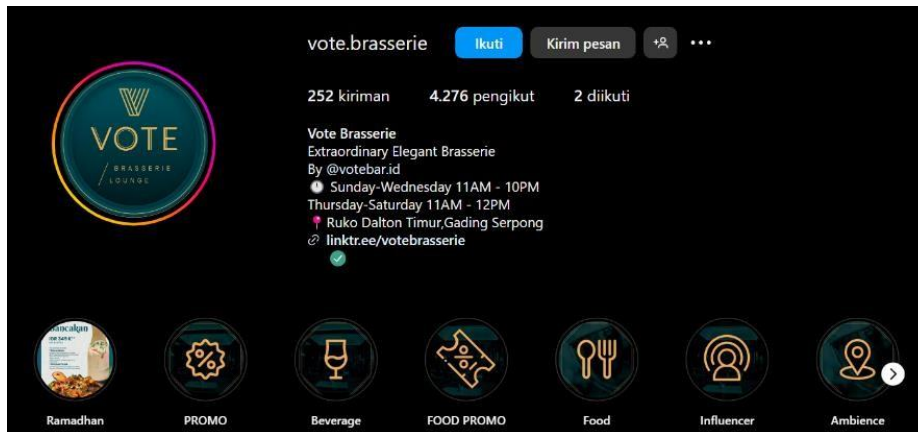 vote.brasserie Ikuti Kirim pesan
252 kiriman 4.276 pengikut 2 diikuti
VOTE
BRASSERIE
LOUNGE
Vote Brasserie
Extraordinary Elegant Brasserie
By @votebar.id
Sunday-Wednesday 11AM - 10PM
Thursday-Saturday 11AM - 12PM
Ruko Dalton Timur,Gading Serpong
linktr.ee/votebrasserie
Ramadhan PROMO Beverage FOOD PROMO Food Influencer Ambience